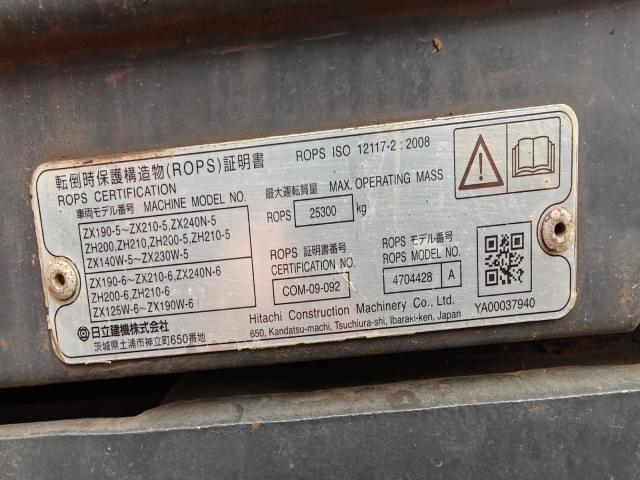 転倒時保護構造物(ROPS)証明書
ROPS ISO 12117-2 : 2008
ROPS CERTIFICATION
車両モデル番号 MACHINE MODEL NO.
ZX190-5~ZX210-5,ZX240N-5
ZH200,ZH210,ZH200-5,ZH210-5
ZX140W-5~ZX230W-5
ZX190-6~ZX210-6,ZX240N-6
ZH200-6,ZH210-6
ZX125W-6~ZX190W-6
最大運転質量 MAX. OPERATING MASS
ROPS 25300 kg
ROPS 証明書番号
CERTIFICATION NO.
COM-09-092
ROPS モデル番号
ROPS MODEL NO.
4704428 A
YA00037940
日立建機株式会社
茨城県土浦市神立町650番地
Hitachi Construction Machinery Co., Ltd.
650, Kandatsu-machi, Tsuchiura-shi, Ibaraki-ken, Japan